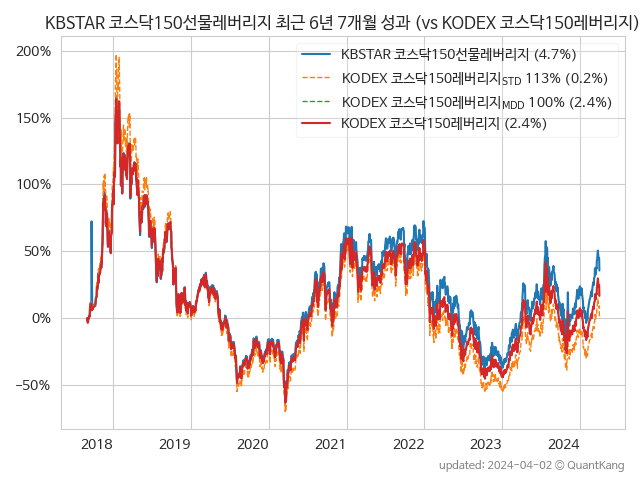 KBSTAR 코스닥150선물레버리지 최근 6년 7개월 성과 (vs KODEX 코스닥150레버리지)
KBSTAR 코스닥150선물레버리지 (4.7%)
KODEX 코스닥150레버리지STD 113% (0.2%)
KODEX 코스닥150레버리지MDD 100% (2.4%)
KODEX 코스닥150레버리지 (2.4%)
200%
150%
100%
50%
0%
−50%
2018 2019 2020 2021 2022 2023 2024
updated: 2024-04-02 © QuantKang